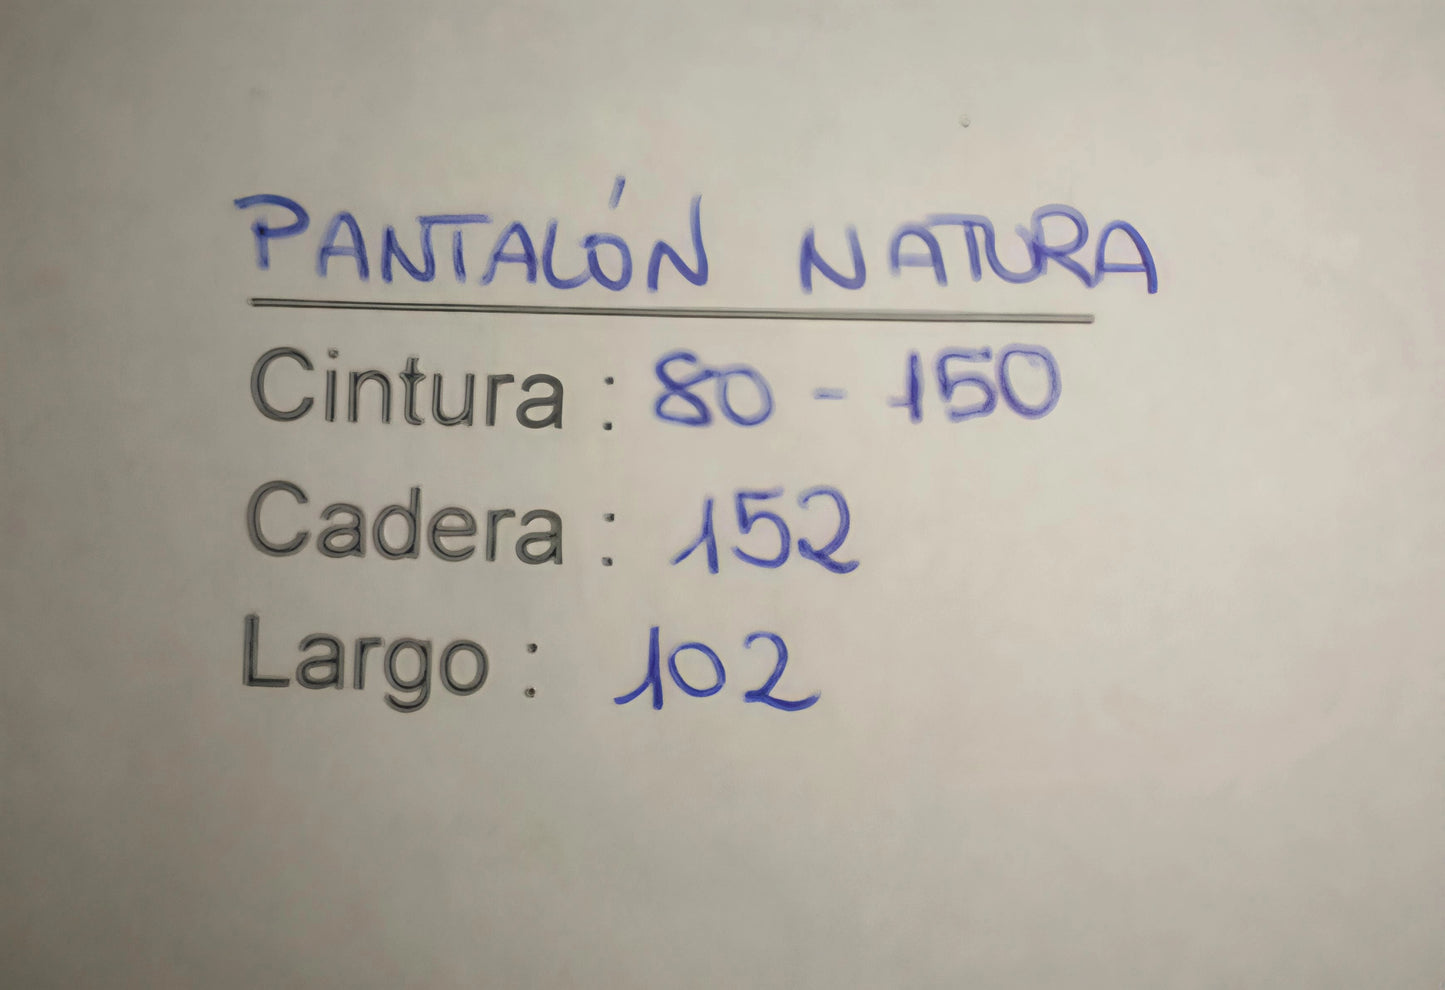 PANTALÓN NATURA
Cintura : 80 - 150
Cadera : 152
Largo : 102